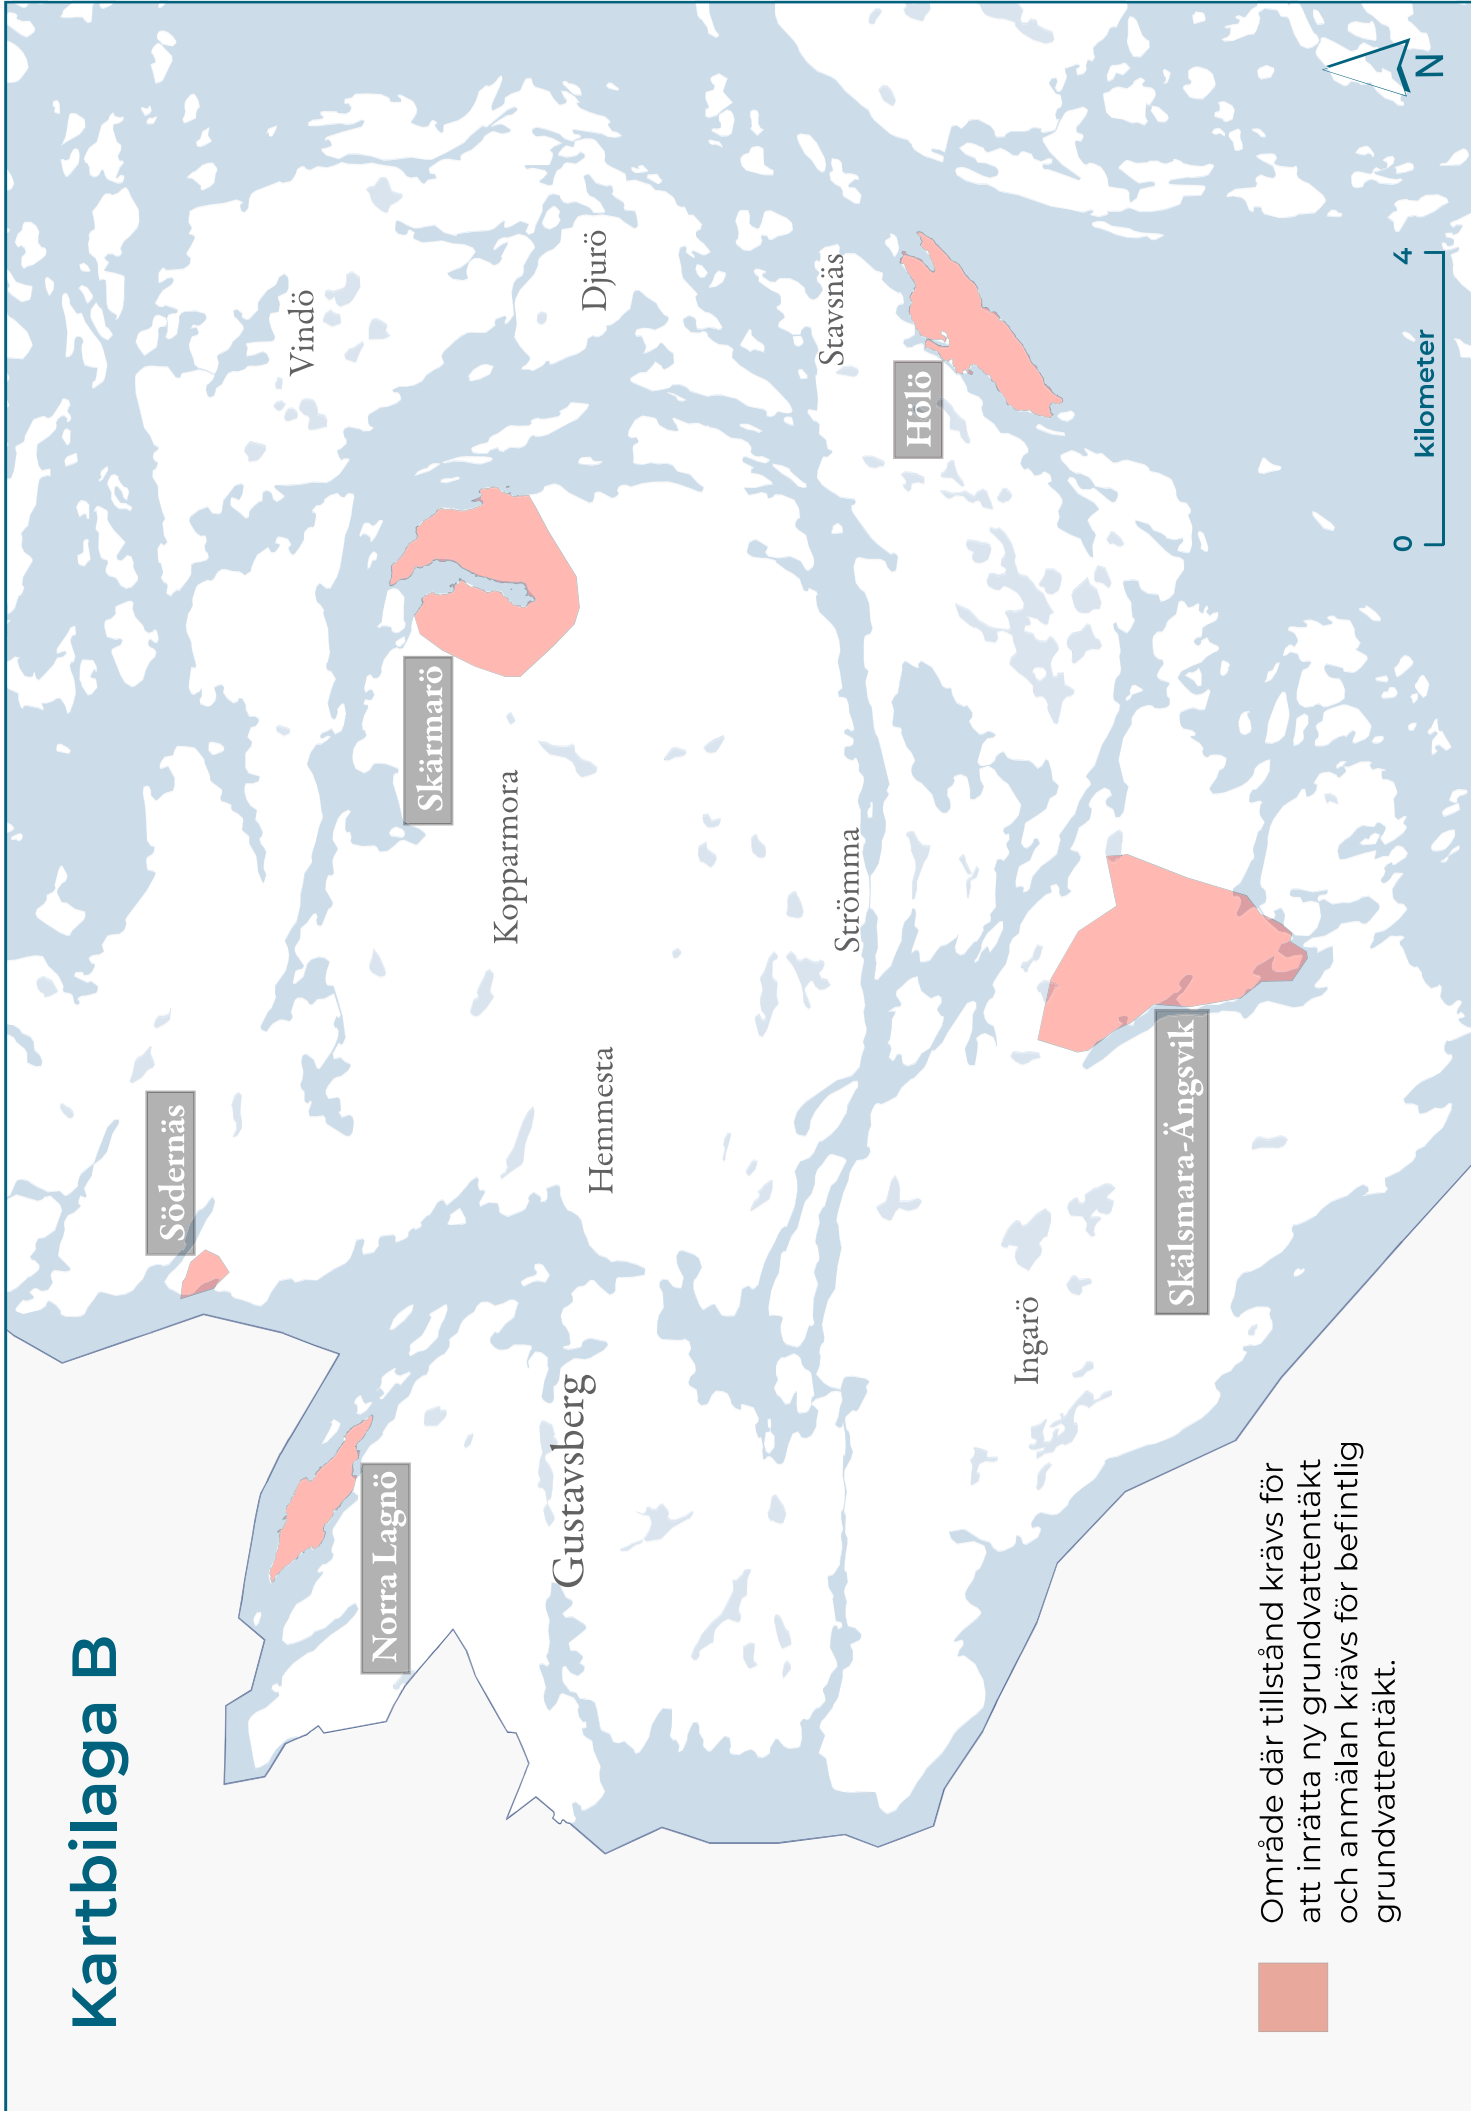 Kartbilaga B
Södernäs
Vindö
Norra Lagnö
Skärmarö
Kopparmora
Djurö
Hemmesta
Gustavsberg
Stavsnäs
Strömma
Hölö
Ingarö
Skälsmara-Ängsvik
Område där tillstånd krävs för
att inrätta ny grundvattentäkt
och anmälan krävs för befintlig
grundvattentäkt.
0 4
kilometer
N